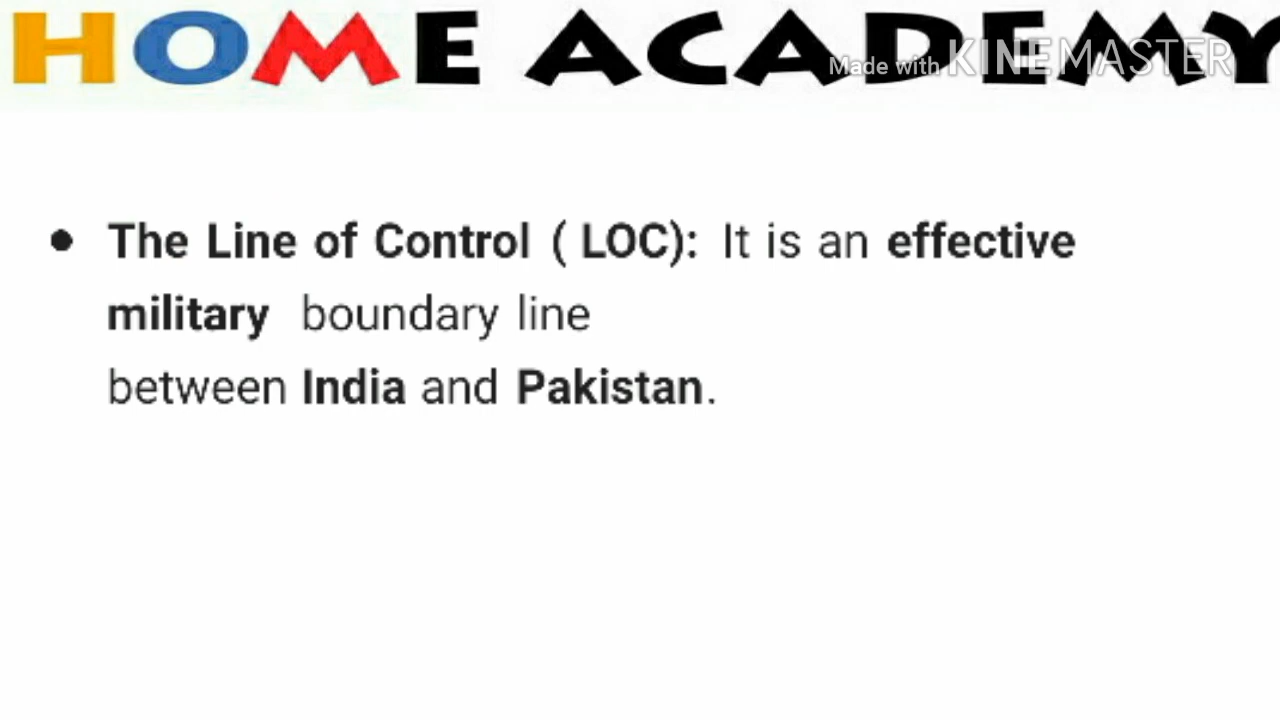 HOME ACADEMY
Made with KINEMASTER
• The Line of Control ( LOC): It is an effective
military boundary line
between India and Pakistan.